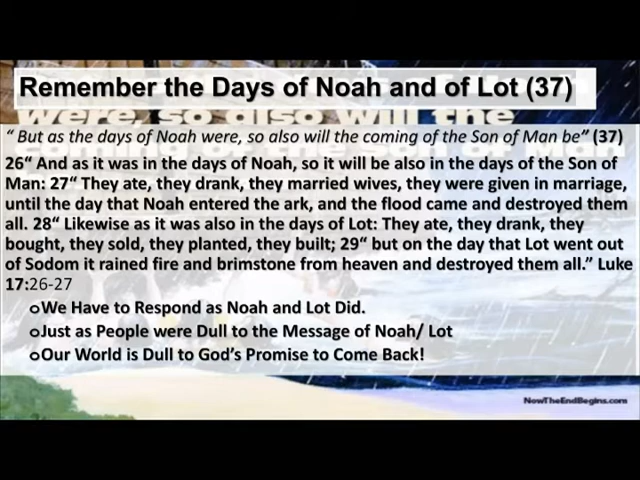 Remember the Days of Noah and of Lot (37)
were, so also will the
“ But as the days of Noah were, so also will the coming of the Son of Man be” (37)
26“ And as it was in the days of Noah, so it will be also in the days of the Son of
Man: 27“ They ate, they drank, they married wives, they were given in marriage,
until the day that Noah entered the ark, and the flood came and destroyed them
all. 28“ Likewise as it was also in the days of Lot: They ate, they drank, they
bought, they sold, they planted, they built; 29“ but on the day that Lot went out
of Sodom it rained fire and brimstone from heaven and destroyed them all.” Luke
17:26-27
oWe Have to Respond as Noah and Lot Did.
oJust as People were Dull to the Message of Noah/ Lot
oOur World is Dull to God’s Promise to Come Back!
NowTheEndBegins.com